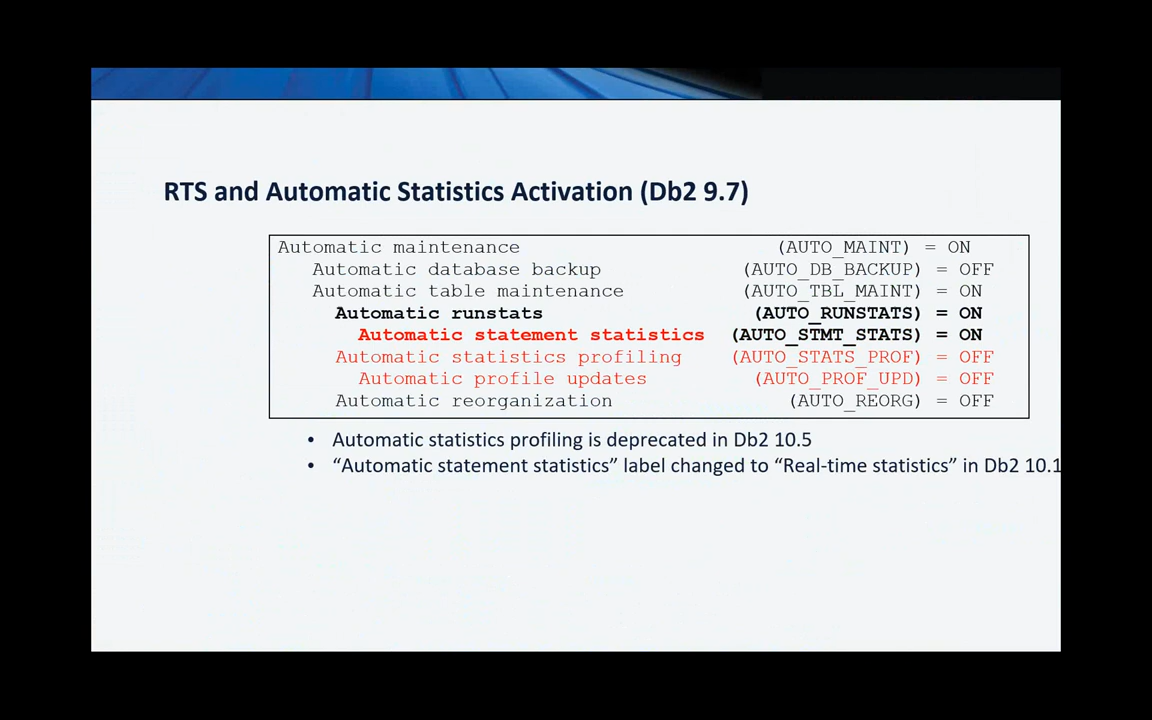 RTS and Automatic Statistics Activation (Db2 9.7)
Automatic maintenance (AUTO_MAINT) = ON
Automatic database backup (AUTO_DB_BACKUP) = OFF
Automatic table maintenance (AUTO_TBL_MAINT) = ON
Automatic runstats (AUTO_RUNSTATS) = ON
Automatic statement statistics (AUTO_STMT_STATS) = ON
Automatic statistics profiling (AUTO_STATS_PROF) = OFF
Automatic profile updates (AUTO_PROF_UPD) = OFF
Automatic reorganization (AUTO_REORG) = OFF
• Automatic statistics profiling is deprecated in Db2 10.5
• “Automatic statement statistics” label changed to “Real-time statistics” in Db2 10.1